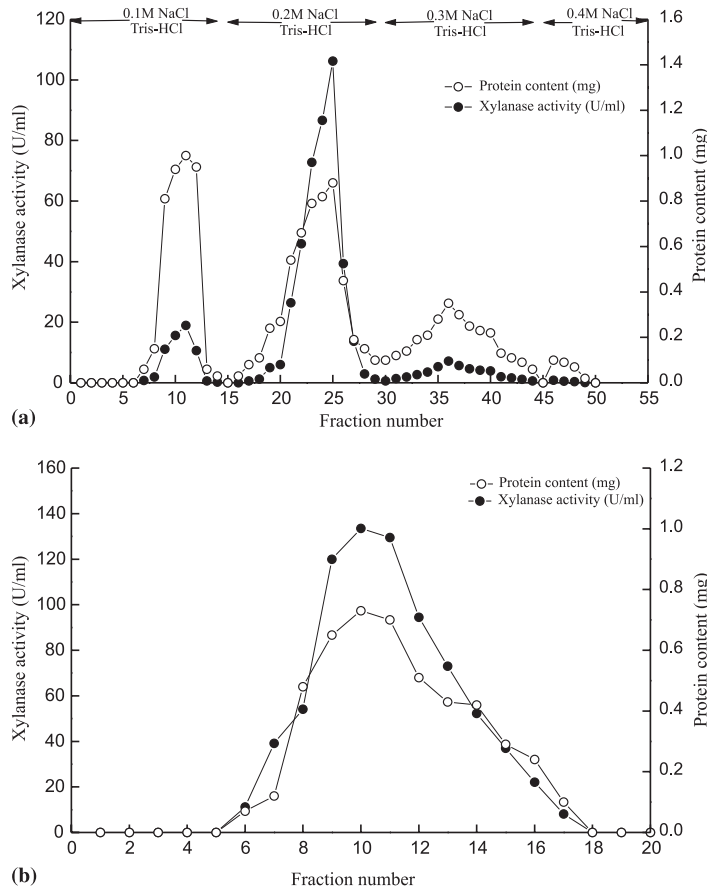 0.1M NaCl 0.2M NaCl 0.3M NaCl 0.4M NaCl
Tris-HCl Tris-HCl Tris-HCl Tris-HCl
120
100
80
60
40
20
0
Xylanase activity (U/ml)
Protein content (mg)
Xylanase activity (U/ml)
1.6
1.4
1.2
1.0
0.8
0.6
0.4
0.2
0.0
Protein content (mg)
0 5 10 15 20 25 30 35 40 45 50 55
Fraction number
(a)
160
140
120
100
80
60
40
20
0
Xylanase activity (U/ml)
Protein content (mg)
Xylanase activity (U/ml)
1.2
1.0
0.8
0.6
0.4
0.2
0.0
Protein content (mg)
0 2 4 6 8 10 12 14 16 18 20
Fraction number
(b)